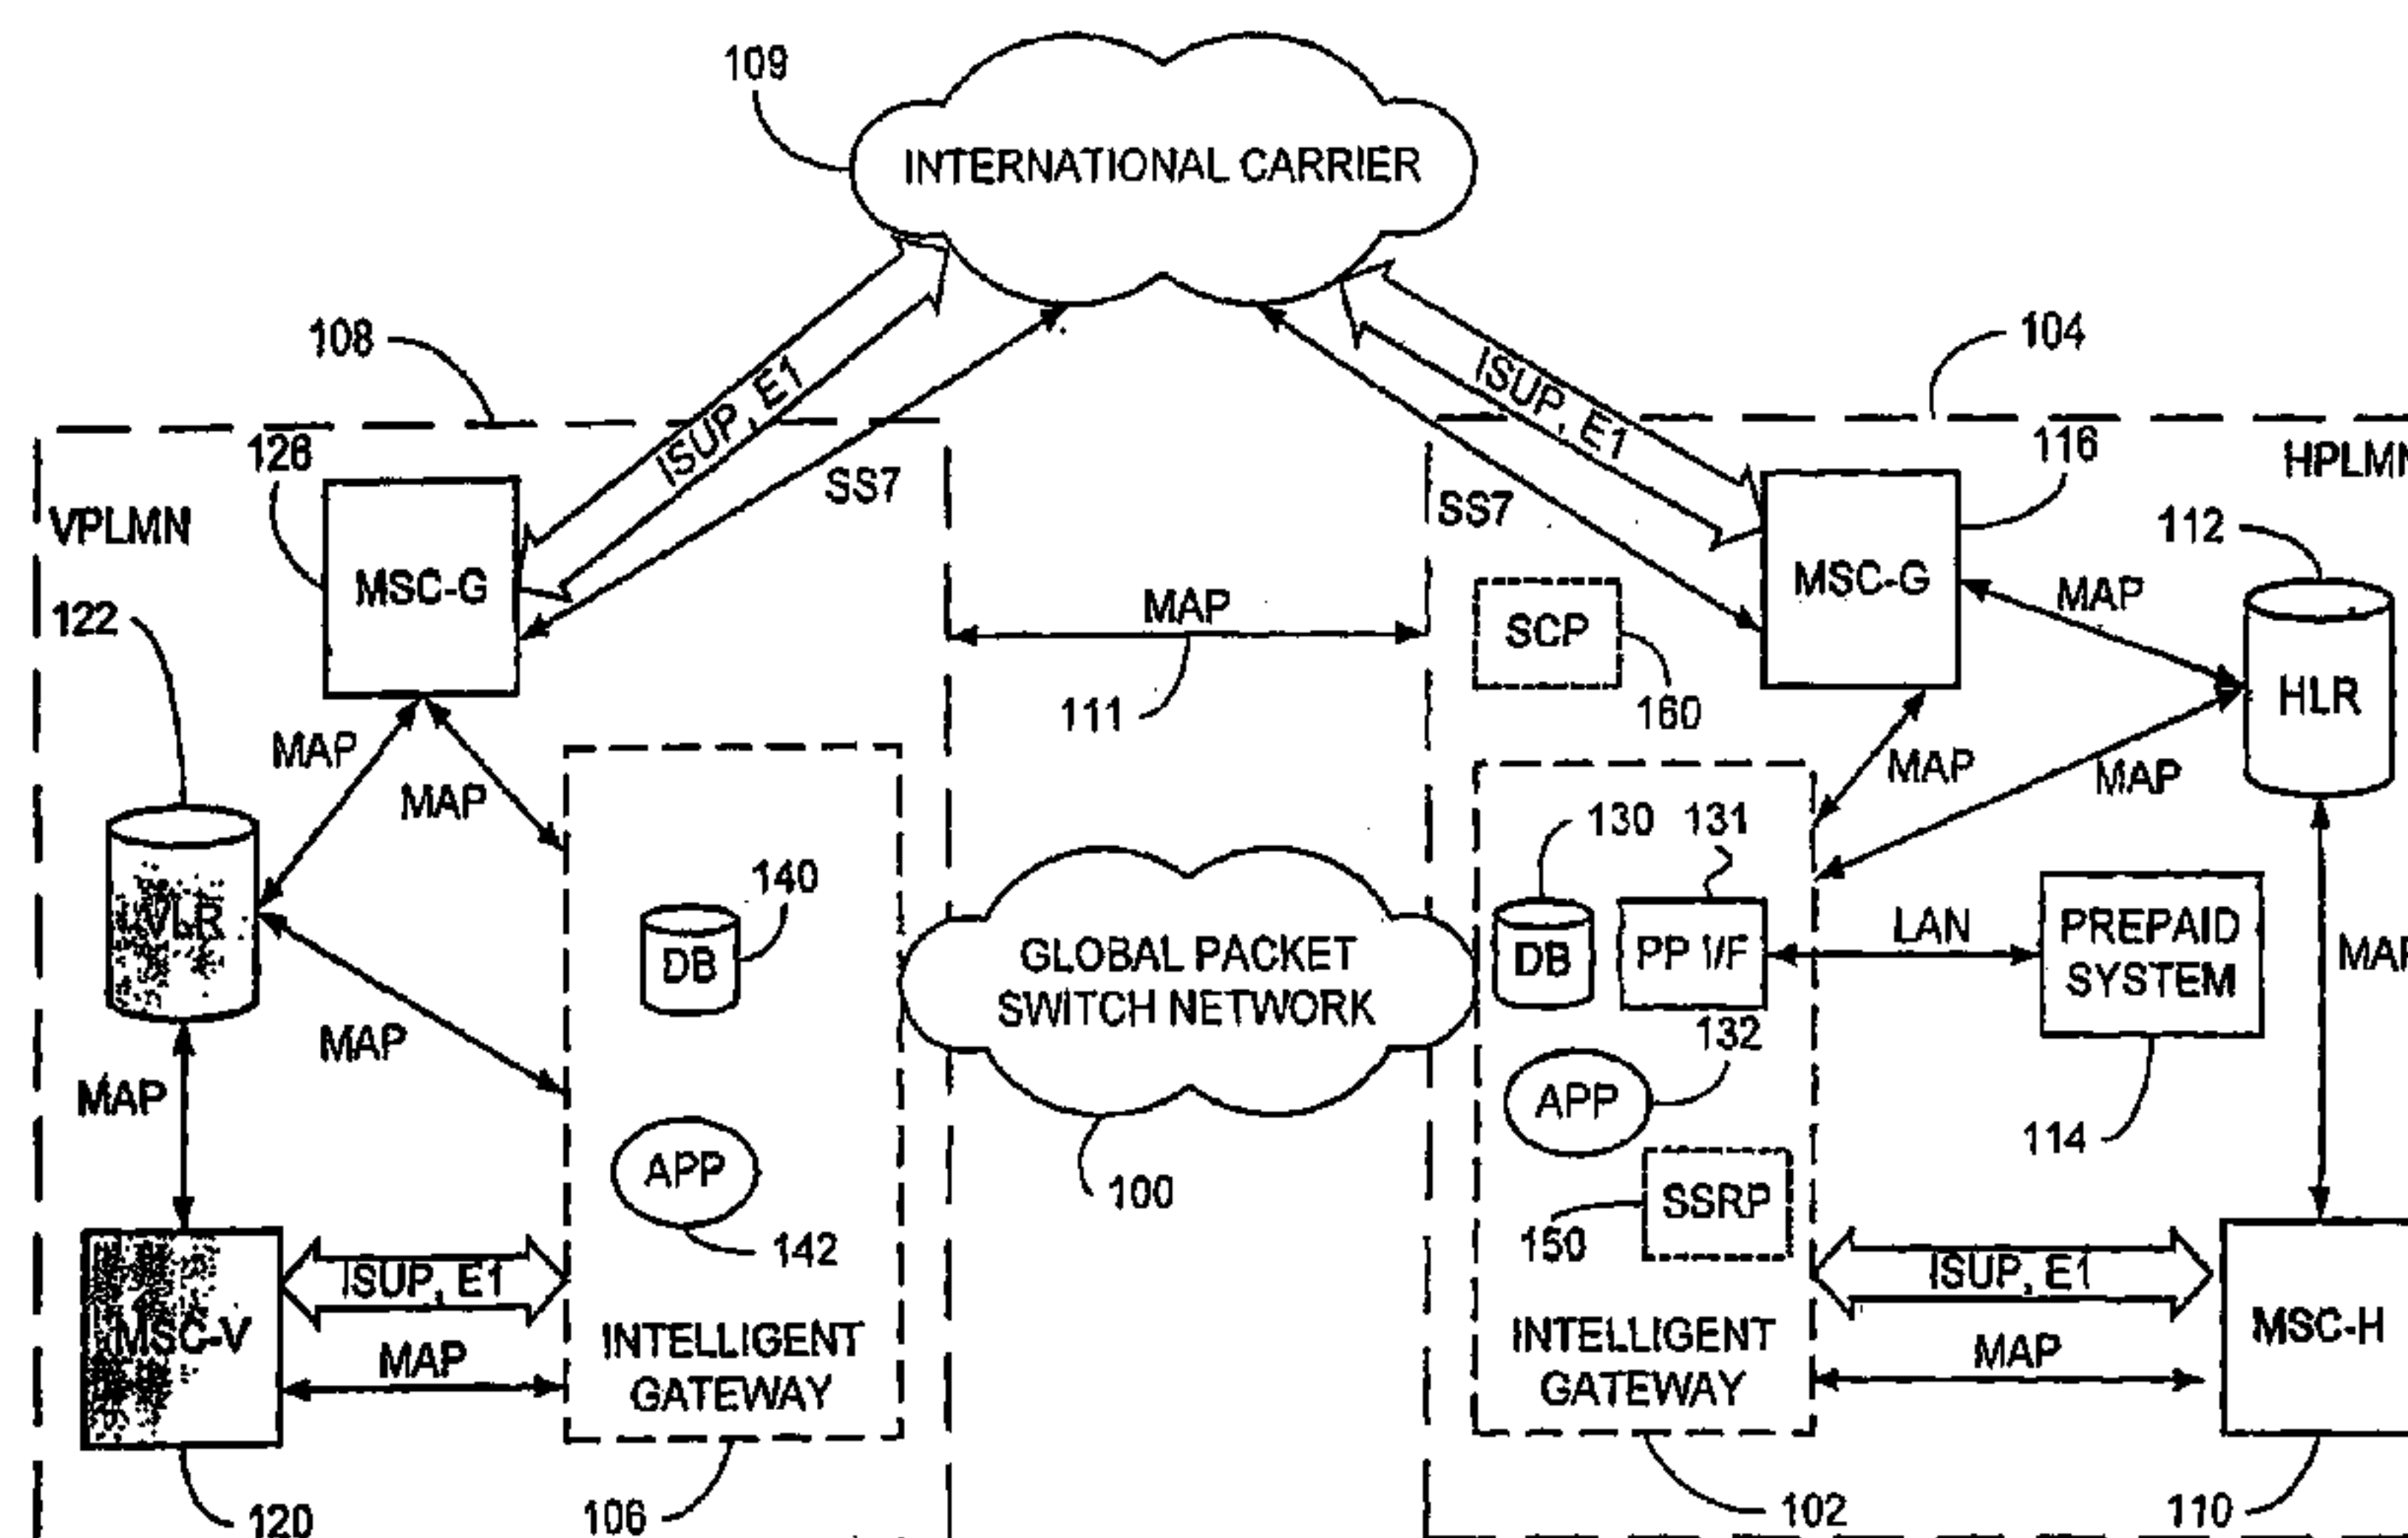 109
INTERNATIONAL CARRIER
108
104
ISUP, E1
ISUP, E1
126
116
HPLMN
VPLMN
SS7
SS7
112
MSC-G
MSC-G
MAP
MAP
122
SCP
111
160
HLR
MAP
MAP
MAP
MAP
130
131
140
VLR
DB
GLOBAL PACKET
SWITCH NETWORK
DB
PP I/F
LAN
PREPAID
SYSTEM
MAP
MAP
132
MAP
APP
114
APP
100
SSRP
142
150
ISUP, E1
ISUP, E1
MSC-V
MAP
INTELLIGENT
GATEWAY
INTELLIGENT
GATEWAY
MAP
MSC-H
120
106
102
110